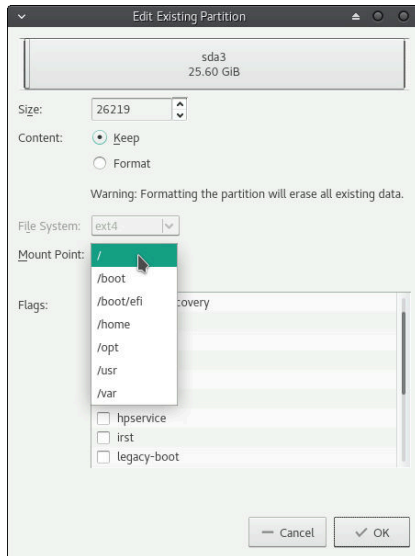 Edit Existing Partition
sda3
25.60 GiB
Size: 26219
Content: Keep
Format
Warning: Formatting the partition will erase all existing data.
File System: ext4
Mount Point: /
/boot
/boot/efi
/home
/opt
/usr
/var
Flags: covery
hpservice
irst
legacy-boot
Cancel OK